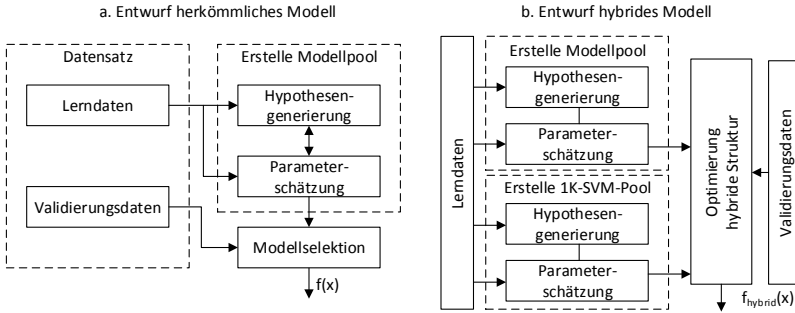 a. Entwurf herkömmliches Modell
Datensatz
Lerndaten
Validierungsdaten
Erstelle Modellpool
Hypothesen-
generierung
Parameter-
schätzung
Modellselektion
f(x)
b. Entwurf hybrides Modell
Lerndaten
Erstelle Modellpool
Hypothesen-
generierung
Parameter-
schätzung
Erstelle 1K-SVM-Pool
Hypothesen-
generierung
Parameter-
schätzung
Optimierung
hybride Struktur
Validierungsdaten
fhybrid(x)